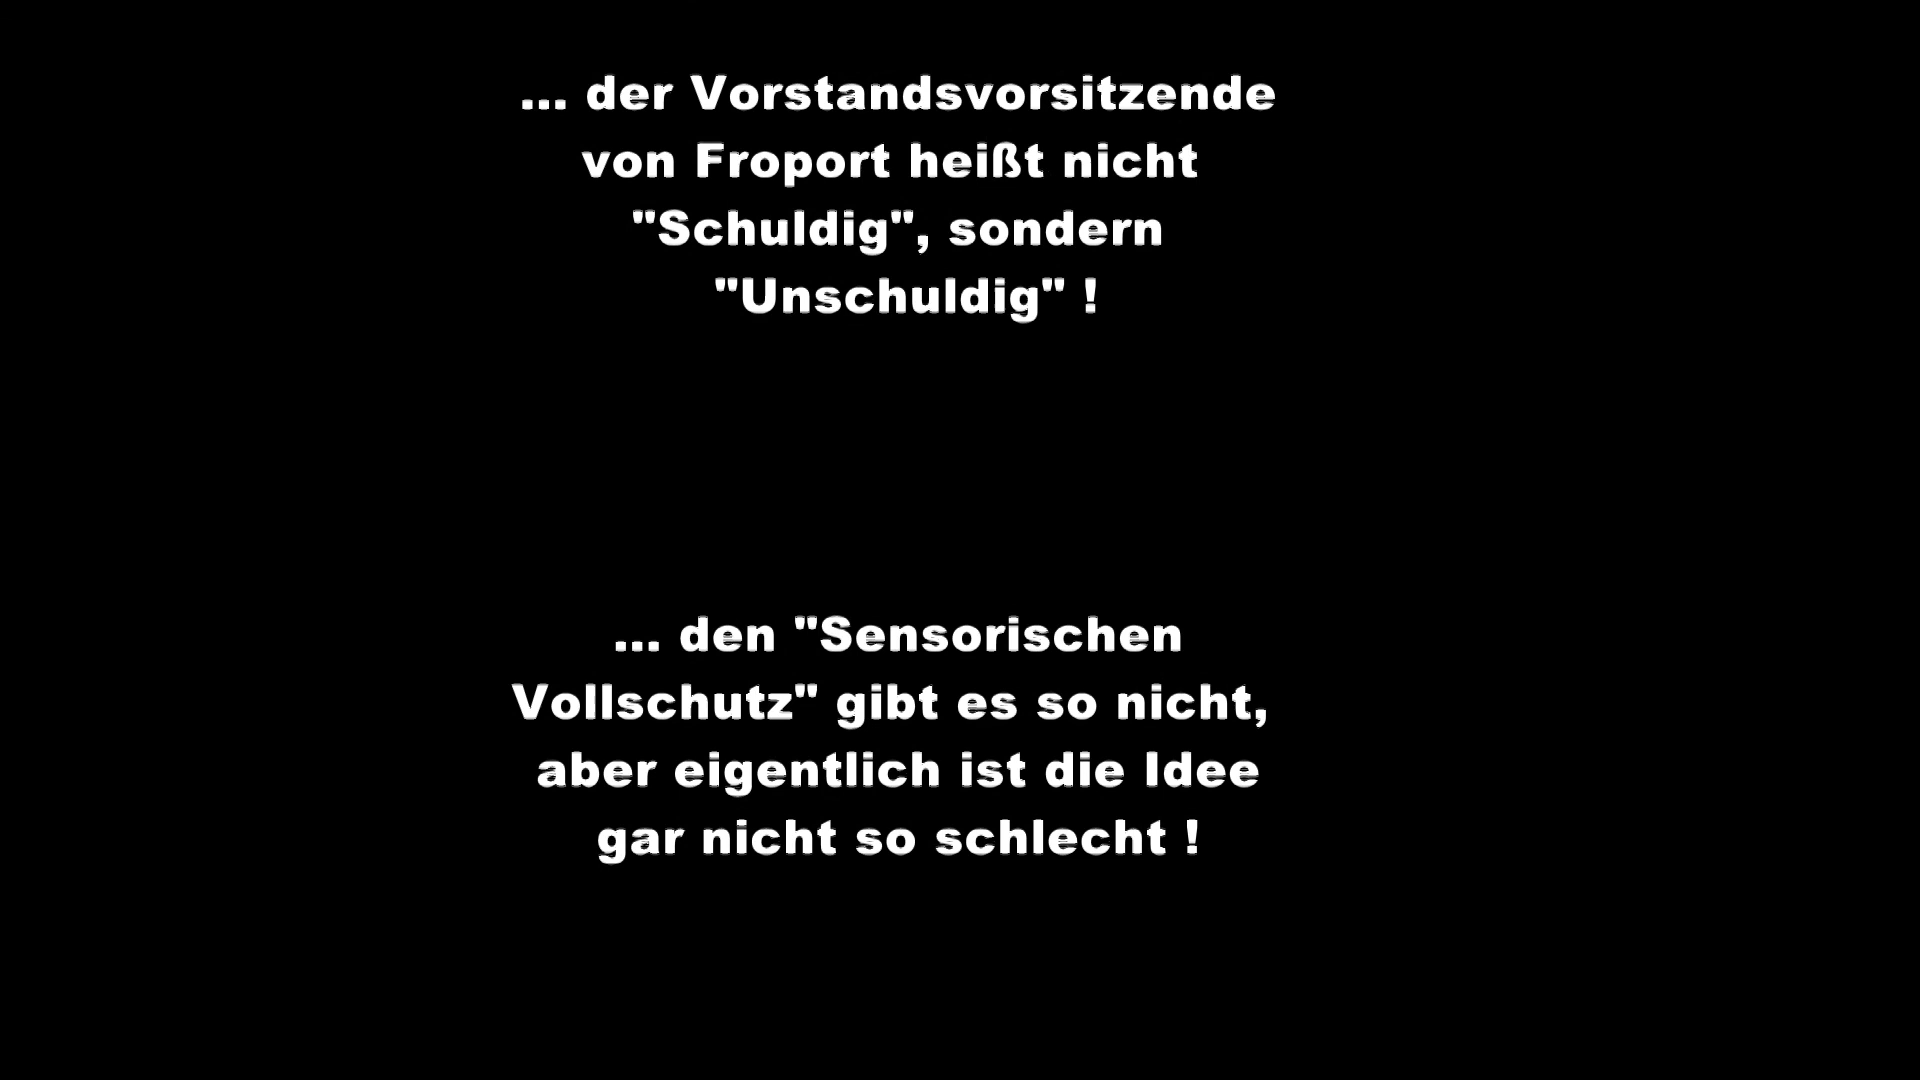 ... der Vorstandsvorsitzende
von Froport heißt nicht
"Schuldig", sondern
"Unschuldig" !
... den "Sensorischen
Vollschutz" gibt es so nicht,
aber eigentlich ist die Idee
gar nicht so schlecht !